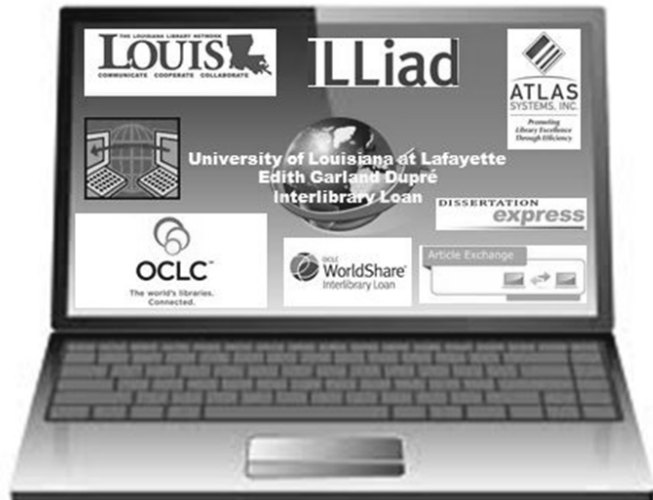 THE LOUISIANA LIBRARY NETWORK
LOUIS
COMMUNICATE COOPERATE COLLABORATE
ILLiad
ATLAS
SYSTEMS, INC.
Promoting
Library Excellence
Through Efficiency
University of Louisiana at Lafayette
Edith Garland Dupré
Interlibrary Loan
DISSERTATION
express
OCLC™
The world's libraries.
Connected.
OCLC
WorldShare®
Interlibrary Loan
Article Exchange